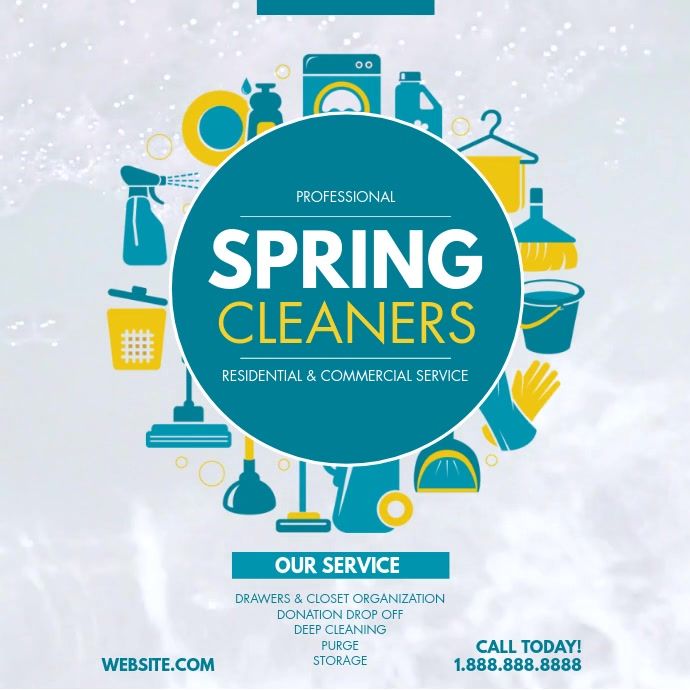 PROFESSIONAL
SPRING
CLEANERS
RESIDENTIAL & COMMERCIAL SERVICE
OUR SERVICE
DRAWERS & CLOSET ORGANIZATION
DONATION DROP OFF
DEEP CLEANING
PURGE
STORAGE
WEBSITE.COM
CALL TODAY!
1.888.888.8888